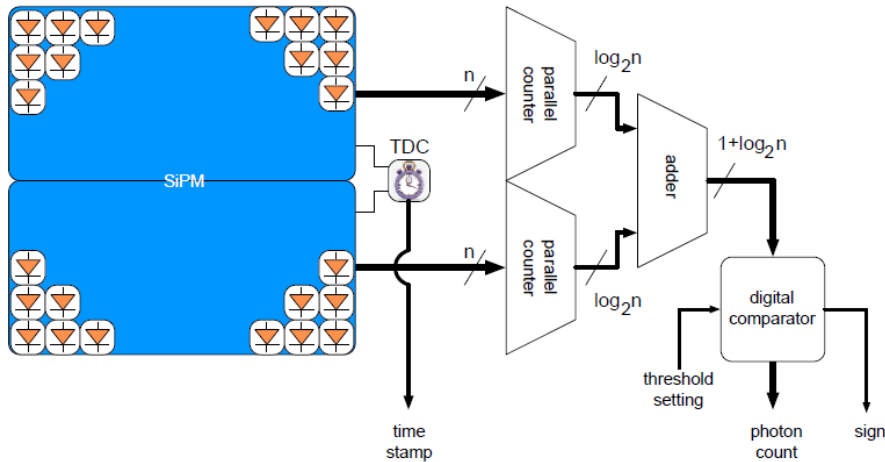 SiPM
TDC
n
parallel
counter
log2n
n
parallel
counter
log2n
adder
1+log2n
digital
comparator
threshold
setting
time
stamp
photon
count
sign